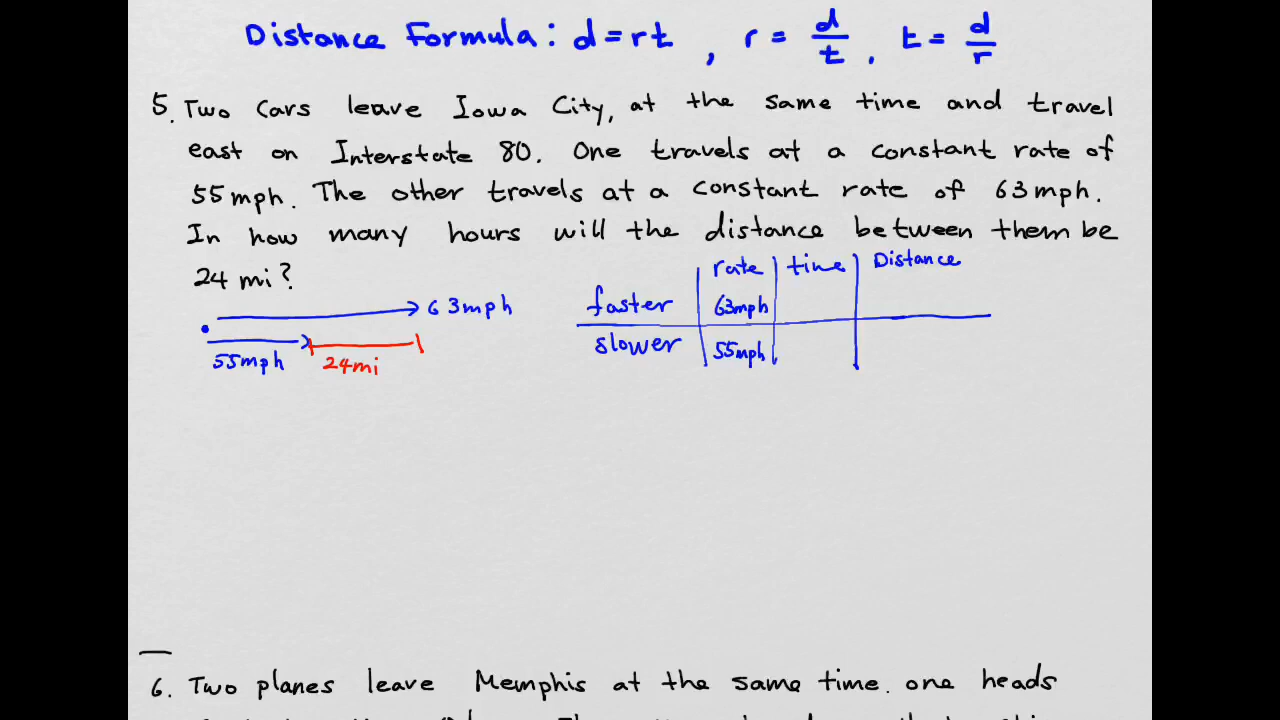 Distance Formula: d=rt, r = d/t, t = d/r
5. Two cars leave Iowa City, at the same time and travel
east on Interstate 80. One travels at a constant rate of
55mph. The other travels at a constant rate of 63mph.
In how many hours will the distance between them be
24 mi?
rate time Distance
63mph
faster 63mph
55mph 24mi
slower 55mph
6. Two planes leave Memphis at the same time. one heads